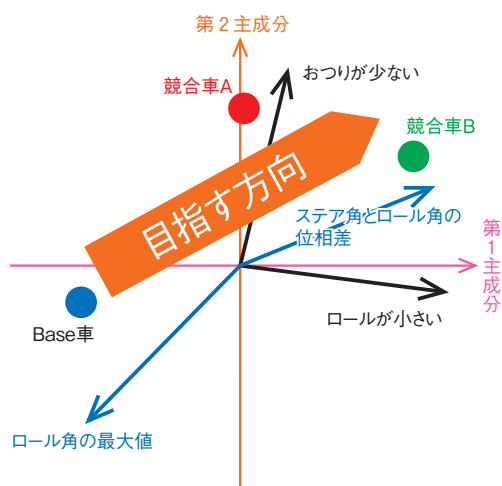 第2主成分
おつりが少ない
競合車A
競合車B
目指す方向
ステア角とロール角の
位相差
第1主成分
ロールが小さい
Base車
ロール角の最大値